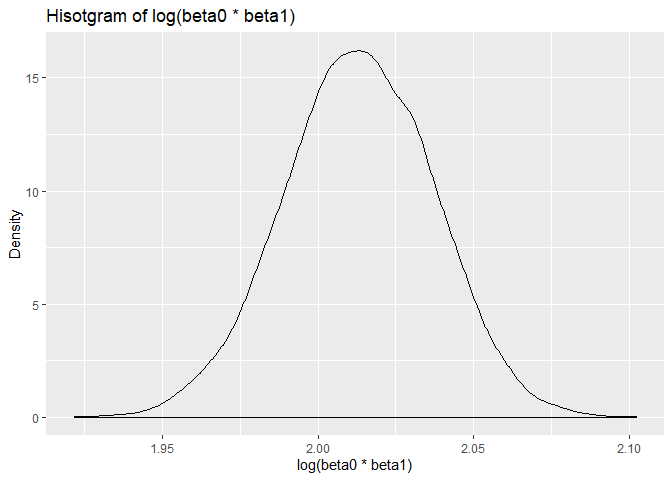 Hisotgram of log(beta0 * beta1)
15
10
5
0
Density
1.95 2.00 2.05 2.10
log(beta0 * beta1)